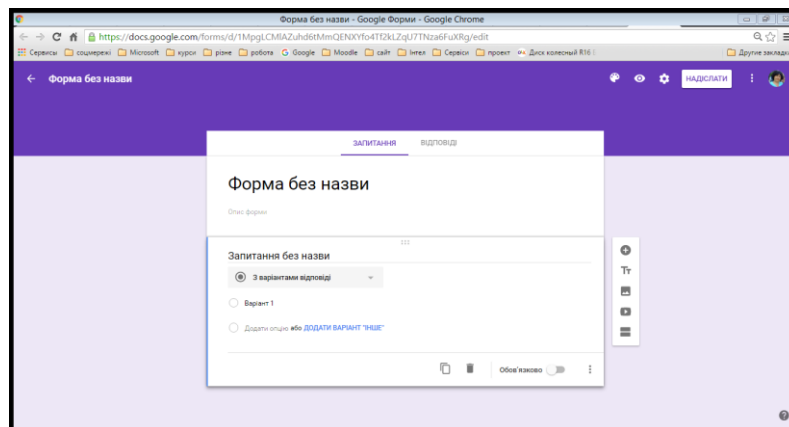 Форма без назви - Google Форми - Google Chrome
https://docs.google.com/forms/d/1MpgLCMlAZuhd6tMmQENXYfo4Tf2kLZqU7TNza6FuXRg/edit
Сервисы соцмережі Microsoft курси різне робота Google Moodle сайт Інтел Сервіси проект Диск колесный R16 Другие закладки
Форма без назви НАДІСЛАТИ
ЗАПИТАННЯ ВІДПОВІДІ
Форма без назви
Опис форми
Запитання без назви
З варіантами відповіді
Варіант 1
Додати опцію або ДОДАТИ ВАРІАНТ "ІНШЕ"
Обов'язково